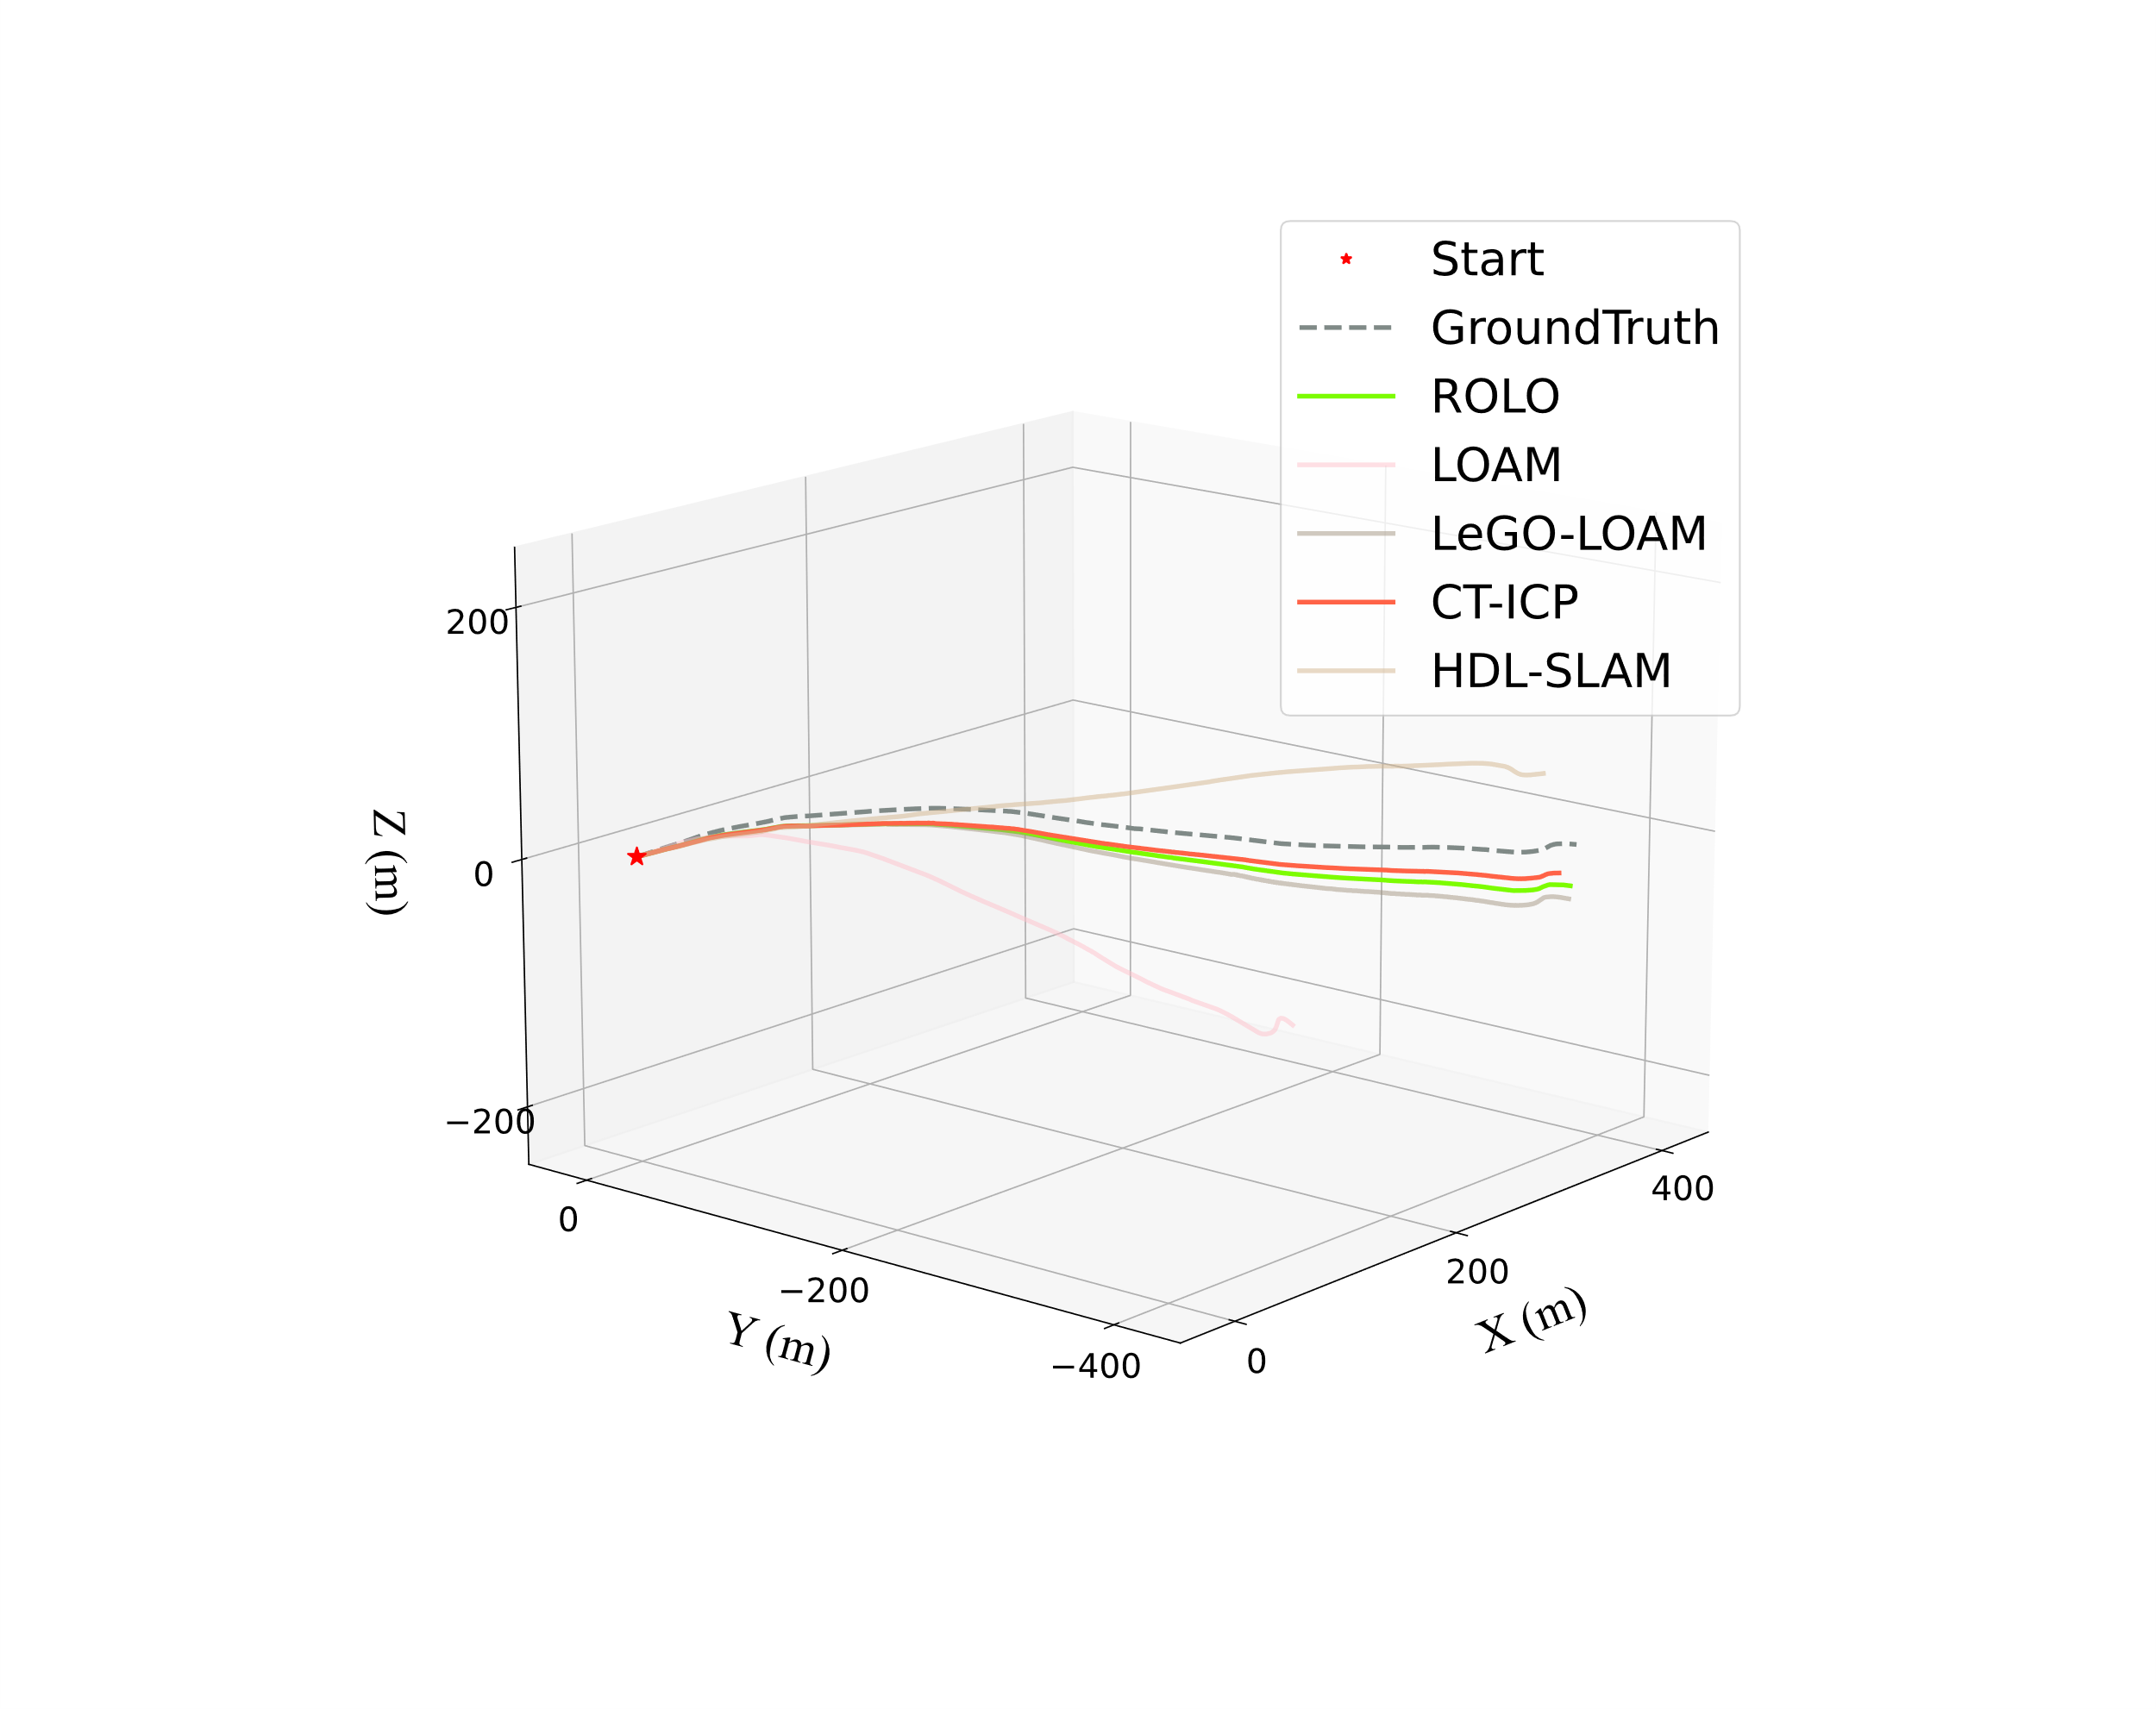 Start
GroundTruth
ROLO
LOAM
LeGO-LOAM
CT-ICP
HDL-SLAM
200
0
−200
Z (m)
0
−200
−400
Y (m)
0
200
400
X (m)